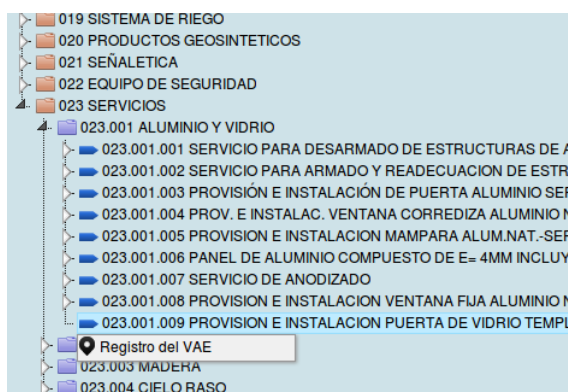 019 SISTEMA DE RIEGO
020 PRODUCTOS GEOSINTETICOS
021 SEÑALETICA
022 EQUIPO DE SEGURIDAD
023 SERVICIOS
023.001 ALUMINIO Y VIDRIO
023.001.001 SERVICIO PARA DESARMADO DE ESTRUCTURAS DE A
023.001.002 SERVICIO PARA ARMADO Y READECUACION DE ESTR
023.001.003 PROVISIÓN E INSTALACIÓN DE PUERTA ALUMINIO SER
023.001.004 PROV. E INSTALAC. VENTANA CORREDIZA ALUMINIO N
023.001.005 PROVISION E INSTALACION MAMPARA ALUM.NAT.-SER
023.001.006 PANEL DE ALUMINIO COMPUESTO DE E= 4MM INCLUY
023.001.007 SERVICIO DE ANODIZADO
023.001.008 PROVISION E INSTALACION VENTANA FIJA ALUMINIO N
023.001.009 PROVISION E INSTALACION PUERTA DE VIDRIO TEMPL
Registro del VAE
023.003 MADERA
023.004 CIELO RASO